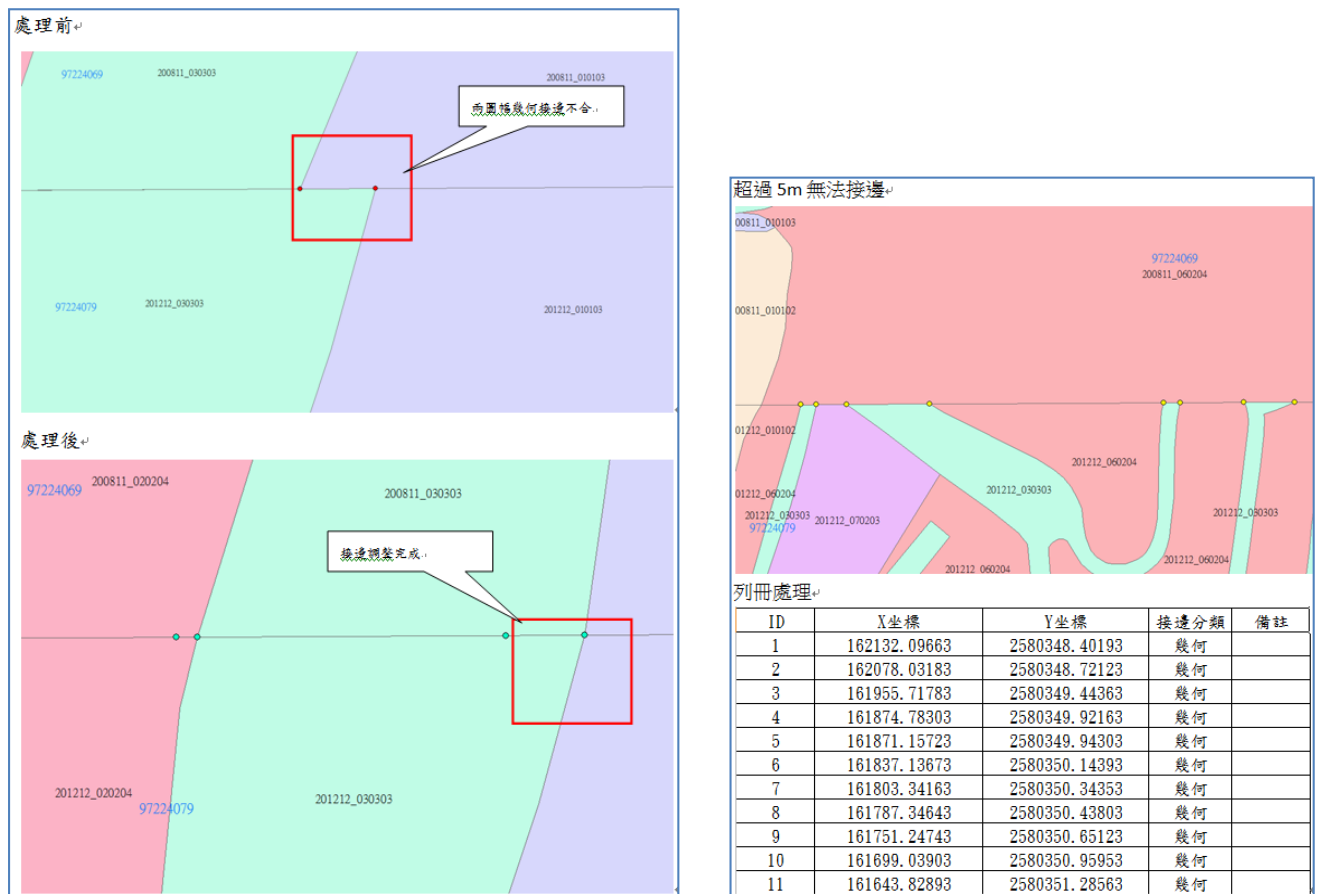 處理前
97224069 200811_030303 200811_010103
兩圖幅幾何接邊不合.
97224079 201212_030303 201212_010103
處理後
97224069 200811_020204 200811_030303
接邊調整完成.
201212_020204 97224079 201212_030303
超過 5m 無法接邊
00811_010103
97224069
200811_060204
00811_010102
01212_010102
201212_060204
01212_060204
201212_030303
201212_030303
97224079
201212_070203
201212_030303
201212_060204
201212_060204
列冊處理
ID X坐標 Y坐標 接邊分類 備註
1 162132.09663 2580348.40193 幾何
2 162078.03183 2580348.72123 幾何
3 161955.71783 2580349.44363 幾何
4 161874.78303 2580349.92163 幾何
5 161871.15723 2580349.94303 幾何
6 161837.13673 2580350.14393 幾何
7 161803.34163 2580350.34353 幾何
8 161787.34643 2580350.43803 幾何
9 161751.24743 2580350.65123 幾何
10 161699.03903 2580350.95953 幾何
11 161643.82893 2580351.28563 幾何